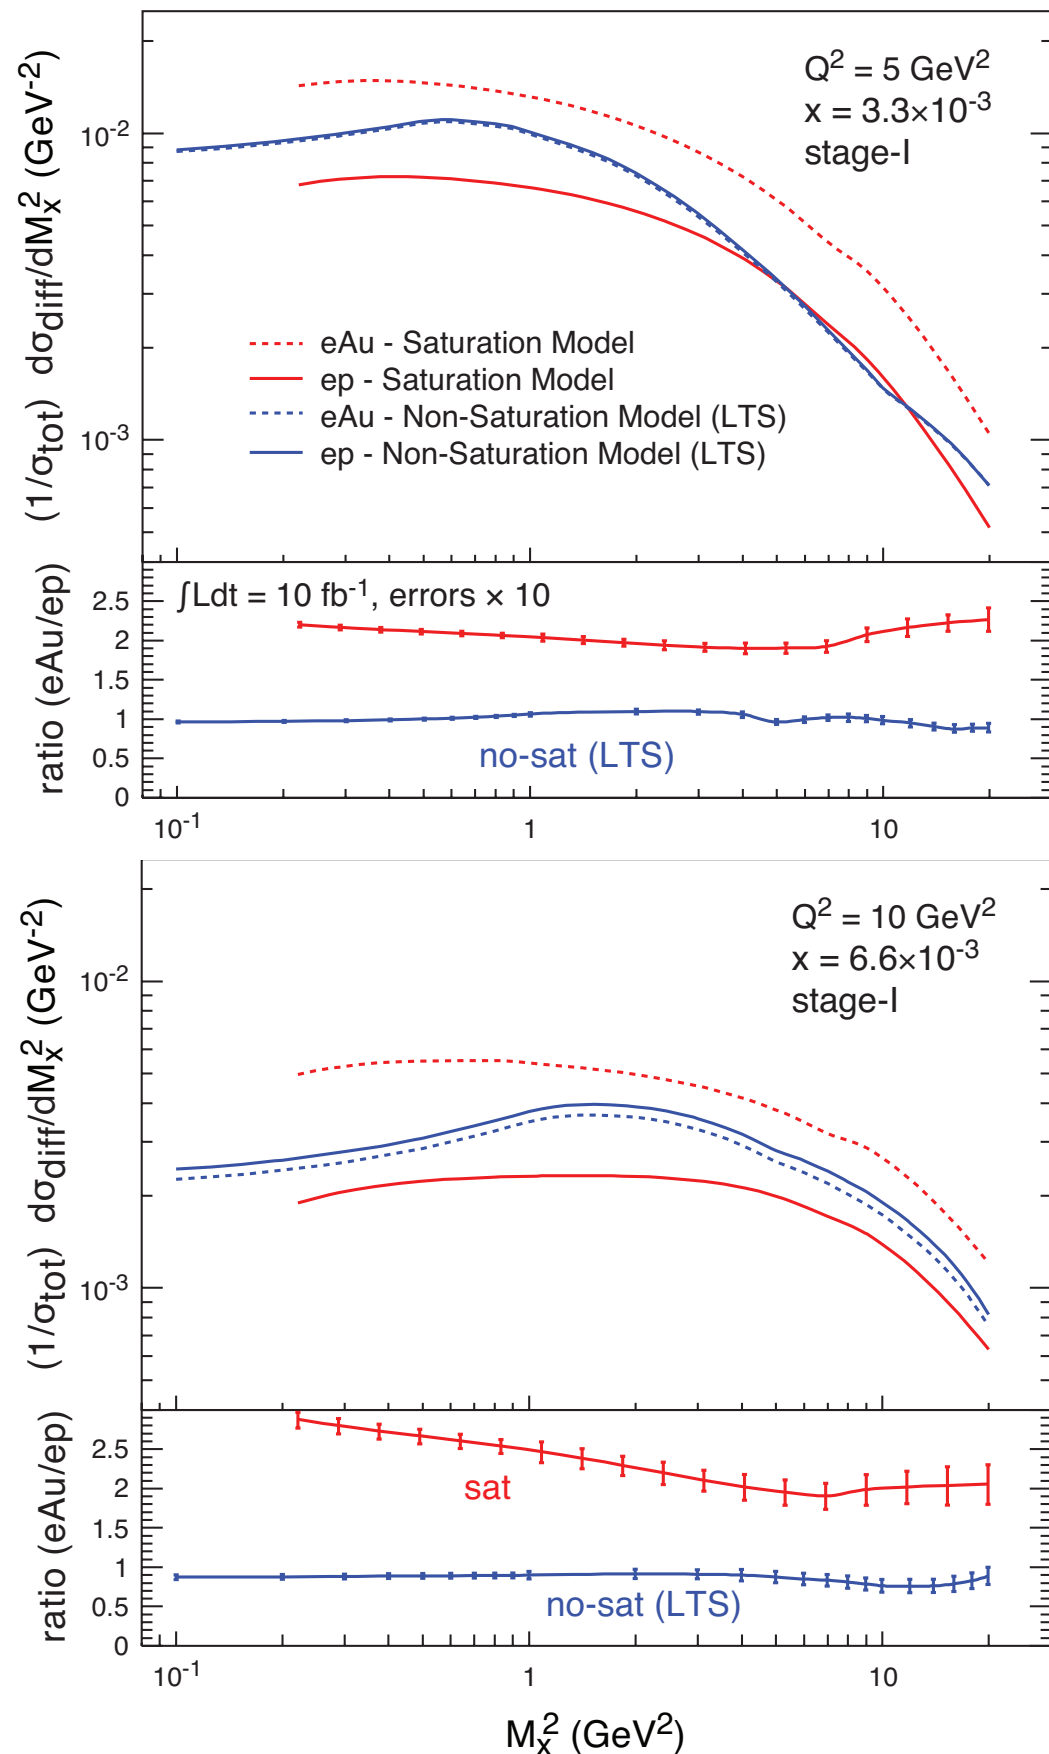 Q² = 5 GeV²
x = 3.3×10⁻³
stage-I
(1/σtot) dσdiff/dMx² (GeV⁻²)
10⁻²
10⁻³
eAu - Saturation Model
ep - Saturation Model
eAu - Non-Saturation Model (LTS)
ep - Non-Saturation Model (LTS)
∫Ldt = 10 fb⁻¹, errors × 10
ratio (eAu/ep)
2.5
2
1.5
1
0.5
0
no-sat (LTS)
10⁻¹ 1 10
Q² = 10 GeV²
x = 6.6×10⁻³
stage-I
(1/σtot) dσdiff/dMx² (GeV⁻²)
10⁻²
10⁻³
ratio (eAu/ep)
2.5
2
1.5
1
0.5
0
sat
no-sat (LTS)
10⁻¹ 1 10
Mx² (GeV²)